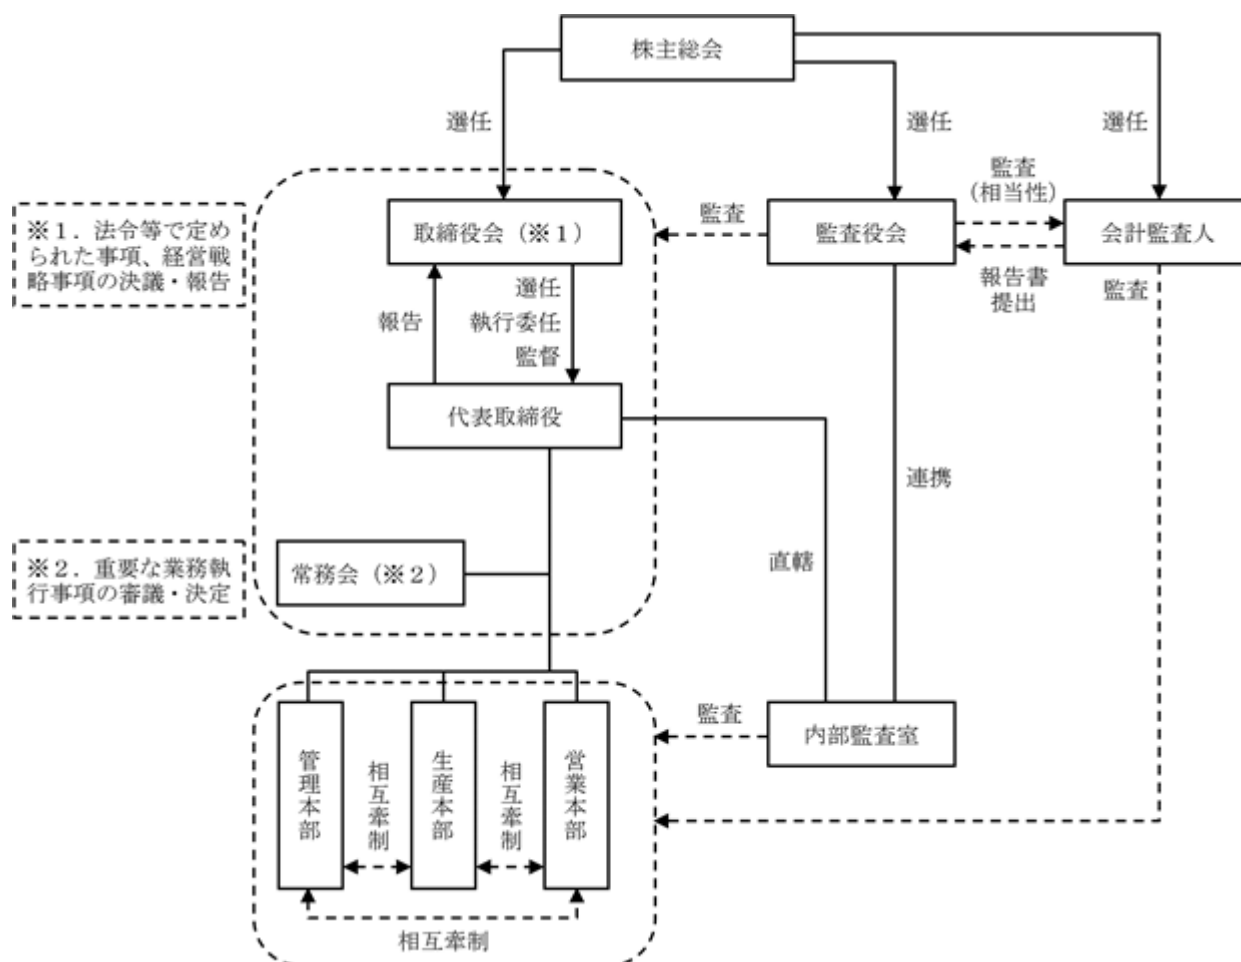 株主総会
選任
選任
選任
監査
(相当性)
※１．法令等で定め
られた事項、経営戦
略事項の決議・報告
取締役会（※１）
監査
監査役会
会計監査人
報告書
提出
監査
選任
執行委任
監督
報告
代表取締役
連携
直轄
※２．重要な業務執
行事項の審議・決定
常務会（※２）
監査
内部監査室
管理本部
相互牽制
生産本部
相互牽制
営業本部
相互牽制